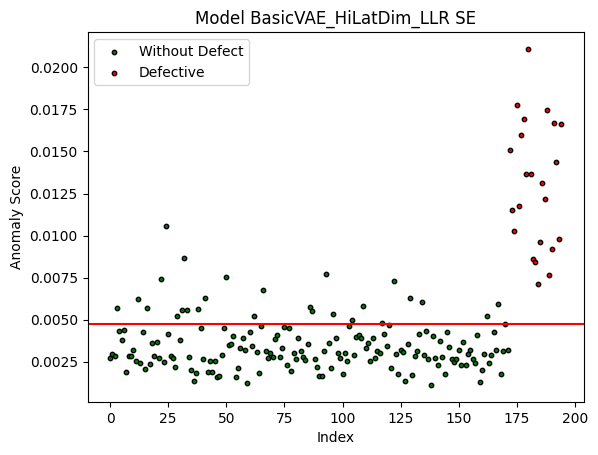 Model BasicVAE_HiLatDim_LLR SE
Without Defect
Defective
Anomaly Score
0.0200
0.0175
0.0150
0.0125
0.0100
0.0075
0.0050
0.0025
0 25 50 75 100 125 150 175 200
Index